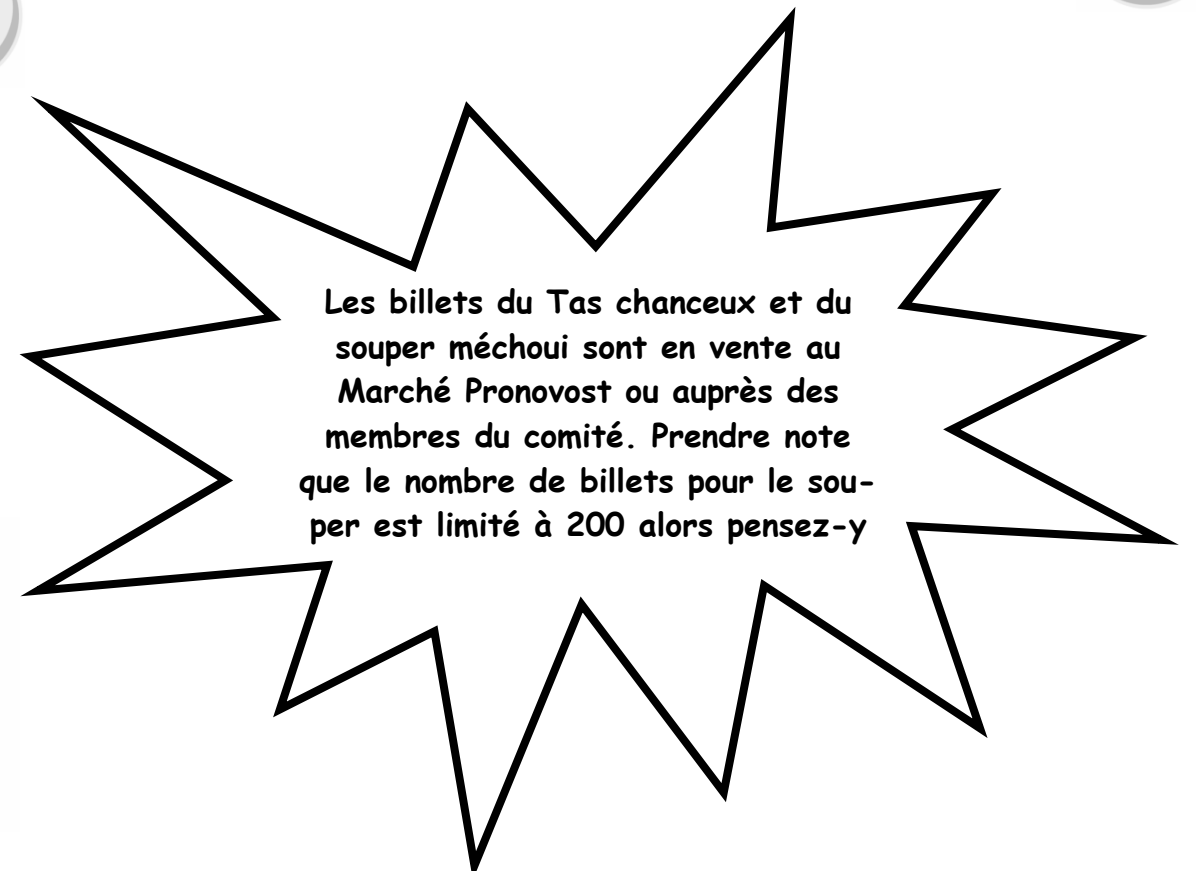 Les billets du Tas chanceux et du
souper méchoui sont en vente au
Marché Pronovost ou auprès des
membres du comité. Prendre note
que le nombre de billets pour le sou-
per est limité à 200 alors pensez-y